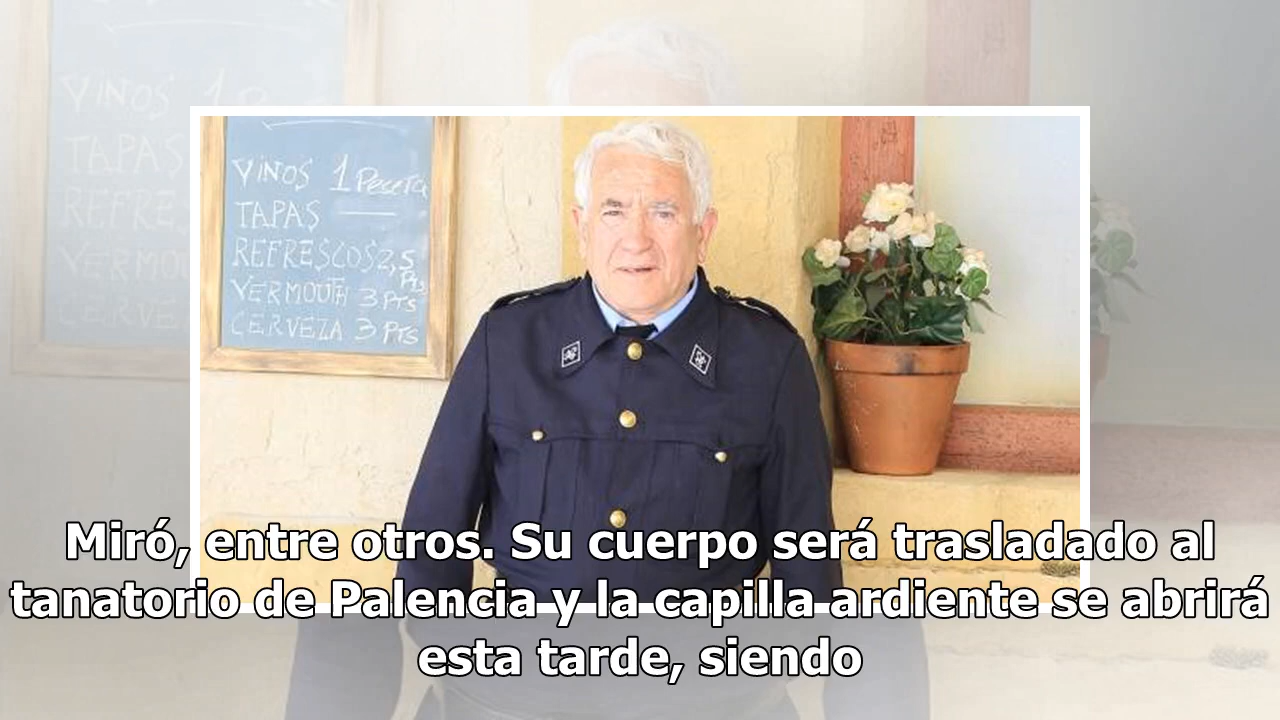 VINOS 1 Peseta
TAPAS
REFRESCOS 2,5 Pts
VERMOUTH 3 PTS
CERVEZA 3 PTS
Miró, entre otros. Su cuerpo será trasladado al
tanatorio de Palencia y la capilla ardiente se abrirá
esta tarde, siendo